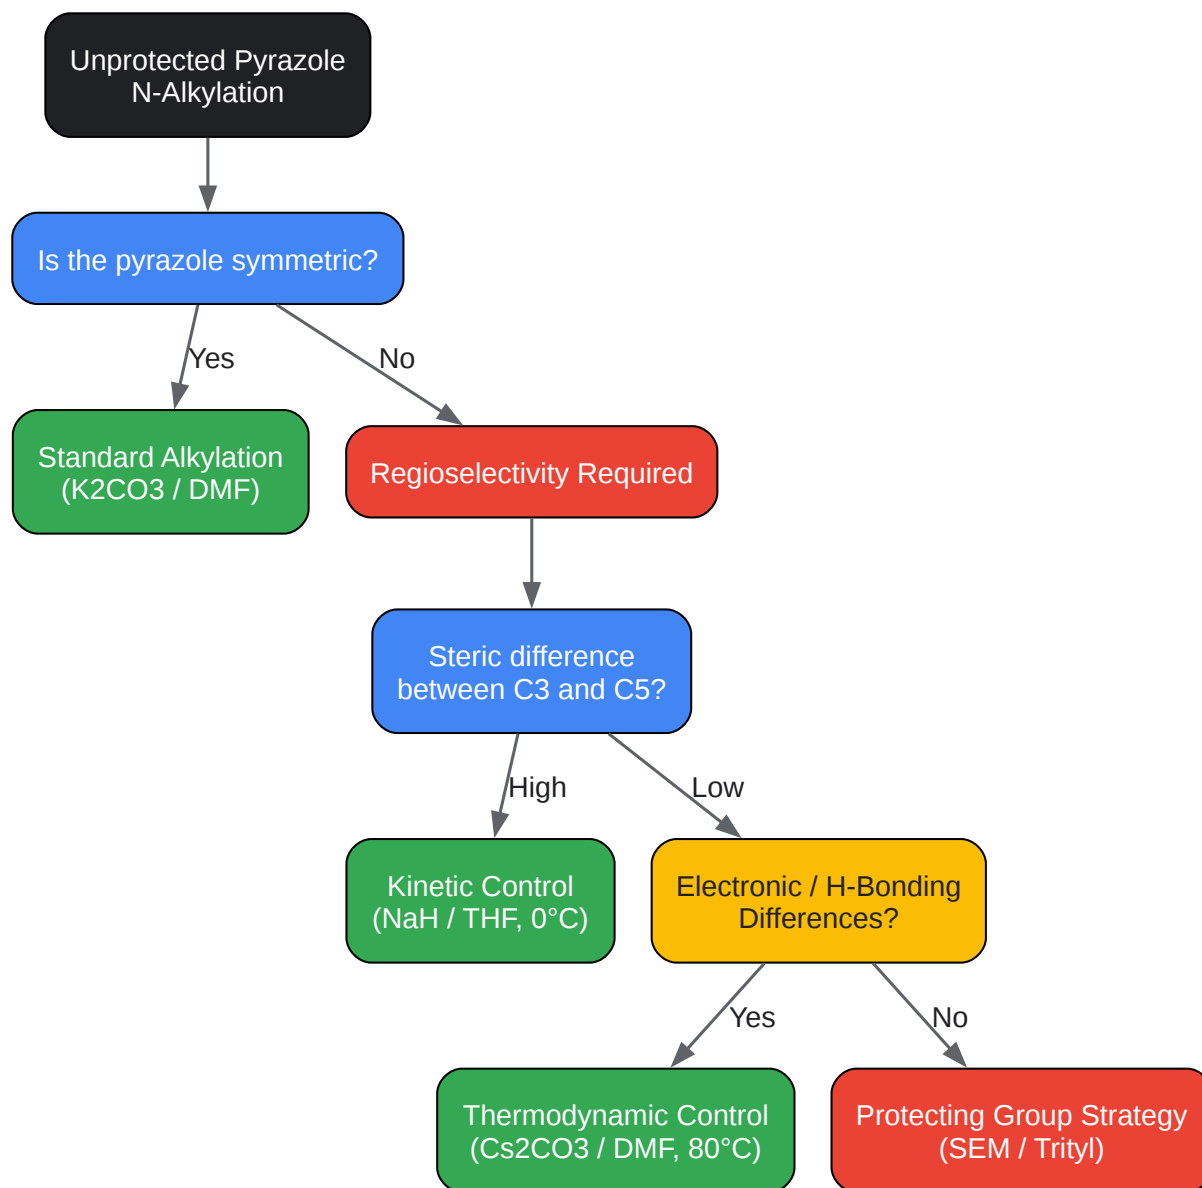 Unprotected Pyrazole
N-Alkylation
Is the pyrazole symmetric?
Yes
No
Standard Alkylation
(K2CO3 / DMF)
Regioselectivity Required
Steric difference
between C3 and C5?
High
Low
Kinetic Control
(NaH / THF, 0°C)
Electronic / H-Bonding
Differences?
Yes
No
Thermodynamic Control
(Cs2CO3 / DMF, 80°C)
Protecting Group Strategy
(SEM / Trityl)